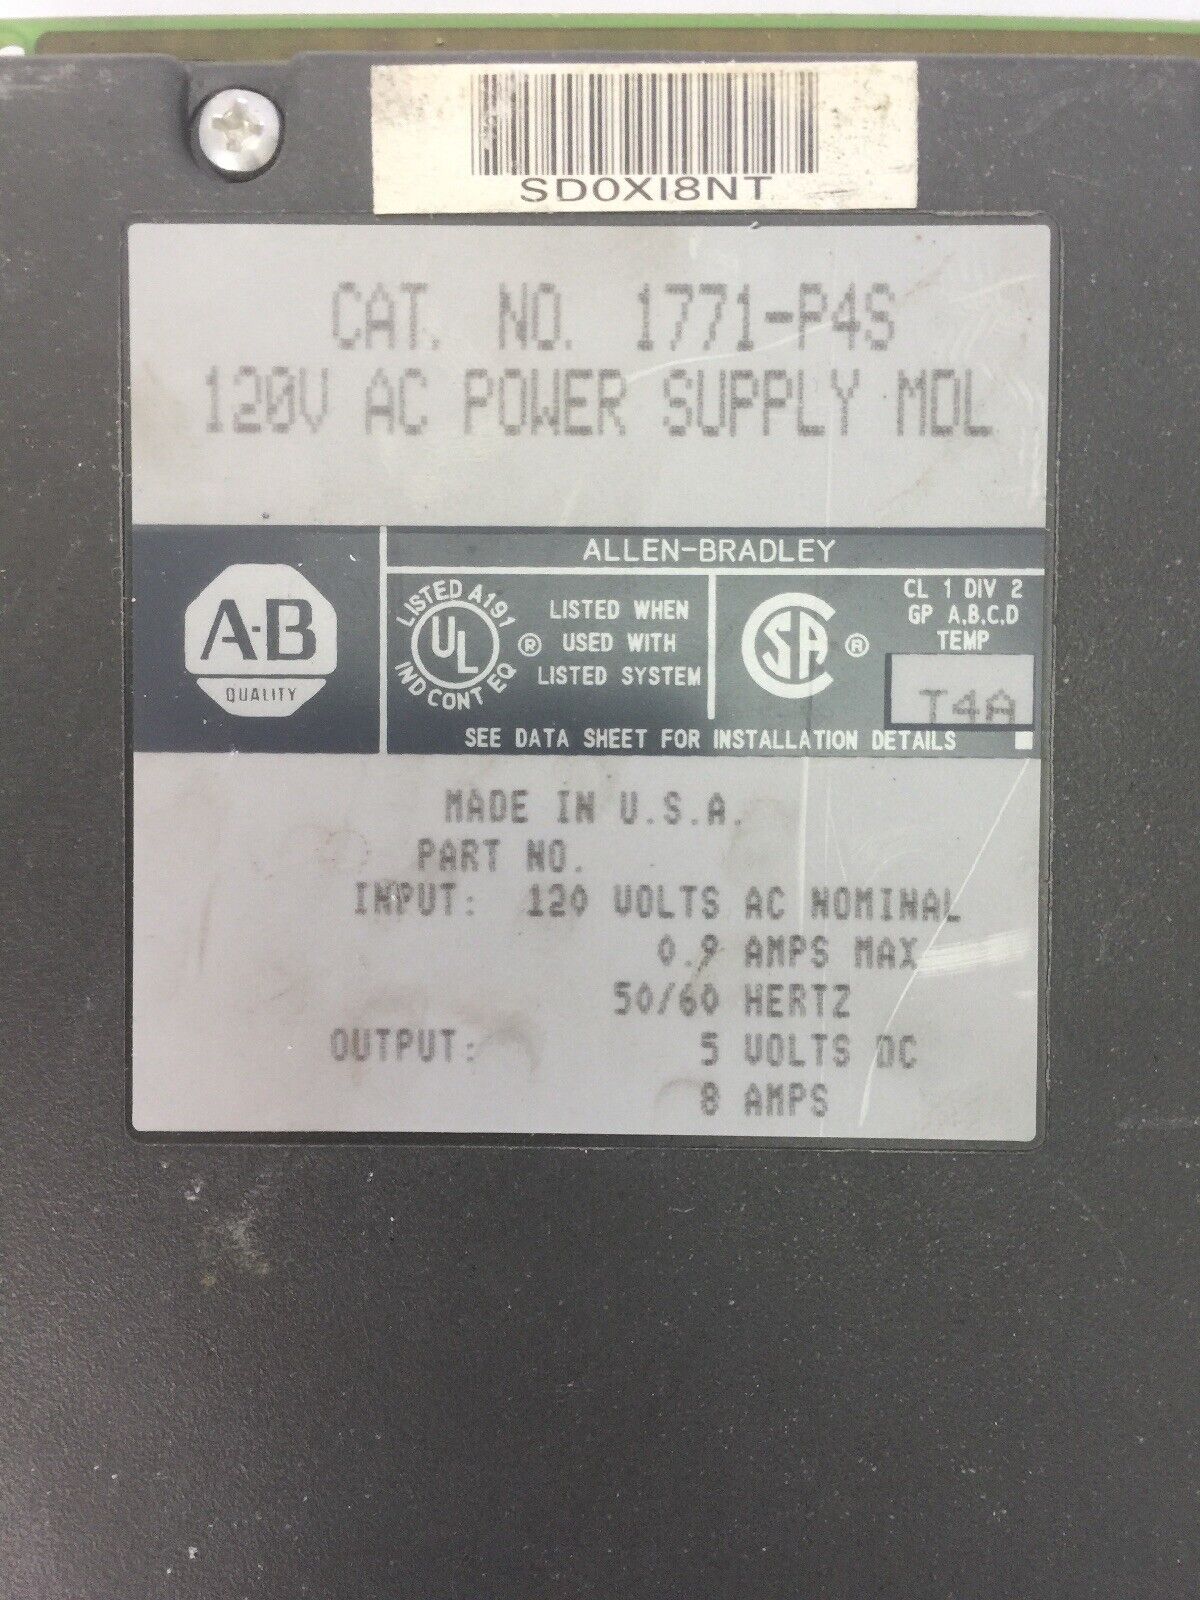 SD0XI8NT
CAT. NO. 1771-P4S
120V AC POWER SUPPLY MDL
ALLEN-BRADLEY
A-B
QUALITY
LISTED A191
UL
IND CONT EQ
®
LISTED WHEN
USED WITH
LISTED SYSTEM
CSA
®
CL 1 DIV 2
GP A,B,C,D
TEMP
T4A
SEE DATA SHEET FOR INSTALLATION DETAILS
MADE IN U.S.A.
PART NO.
INPUT: 120 VOLTS AC NOMINAL
0.9 AMPS MAX
50/60 HERTZ
OUTPUT: 5 VOLTS DC
8 AMPS